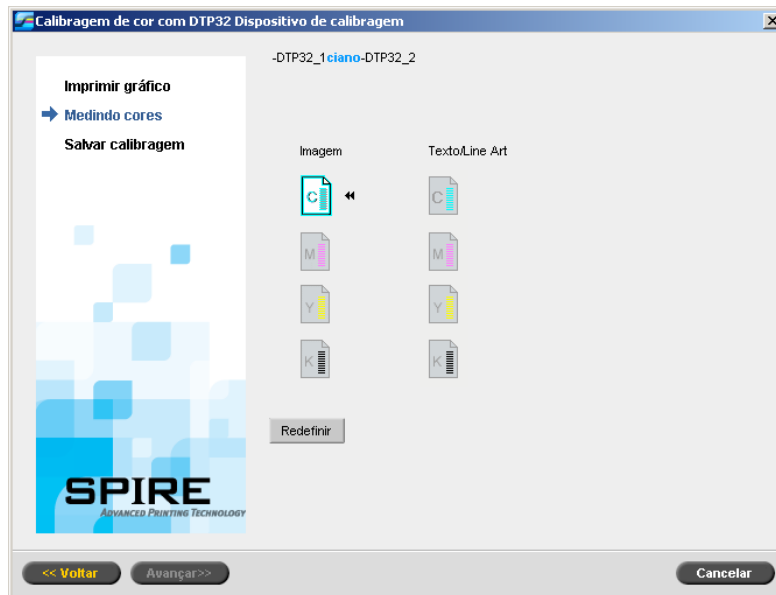 Calibragem de cor com DTP32 Dispositivo de calibragem
-DTP32_1ciano-DTP32_2
Imprimir gráfico
Medindo cores
Salvar calibragem
Imagem Texto/Line Art
C C
M M
Y Y
K K
Redefinir
SPIRE
ADVANCED PRINTING TECHNOLOGY
<< Voltar Avançar>> Cancelar